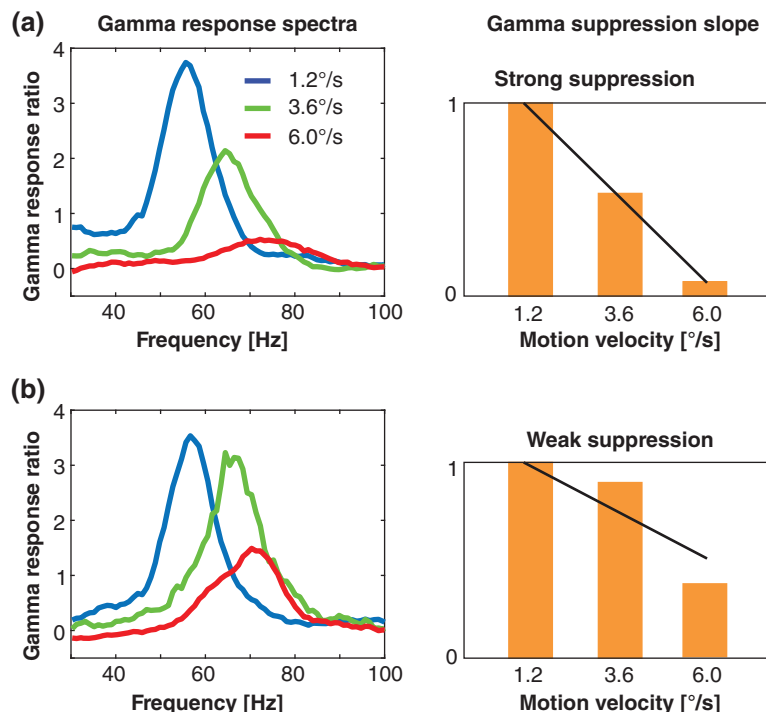 (a)
Gamma response spectra
Gamma suppression slope
4
3
2
1
0
Gamma response ratio
1.2°/s
3.6°/s
6.0°/s
40 60 80 100
Frequency [Hz]
Strong suppression
1
0
1.2 3.6 6.0
Motion velocity [°/s]
(b)
4
3
2
1
0
Gamma response ratio
40 60 80 100
Frequency [Hz]
Weak suppression
1
0
1.2 3.6 6.0
Motion velocity [°/s]